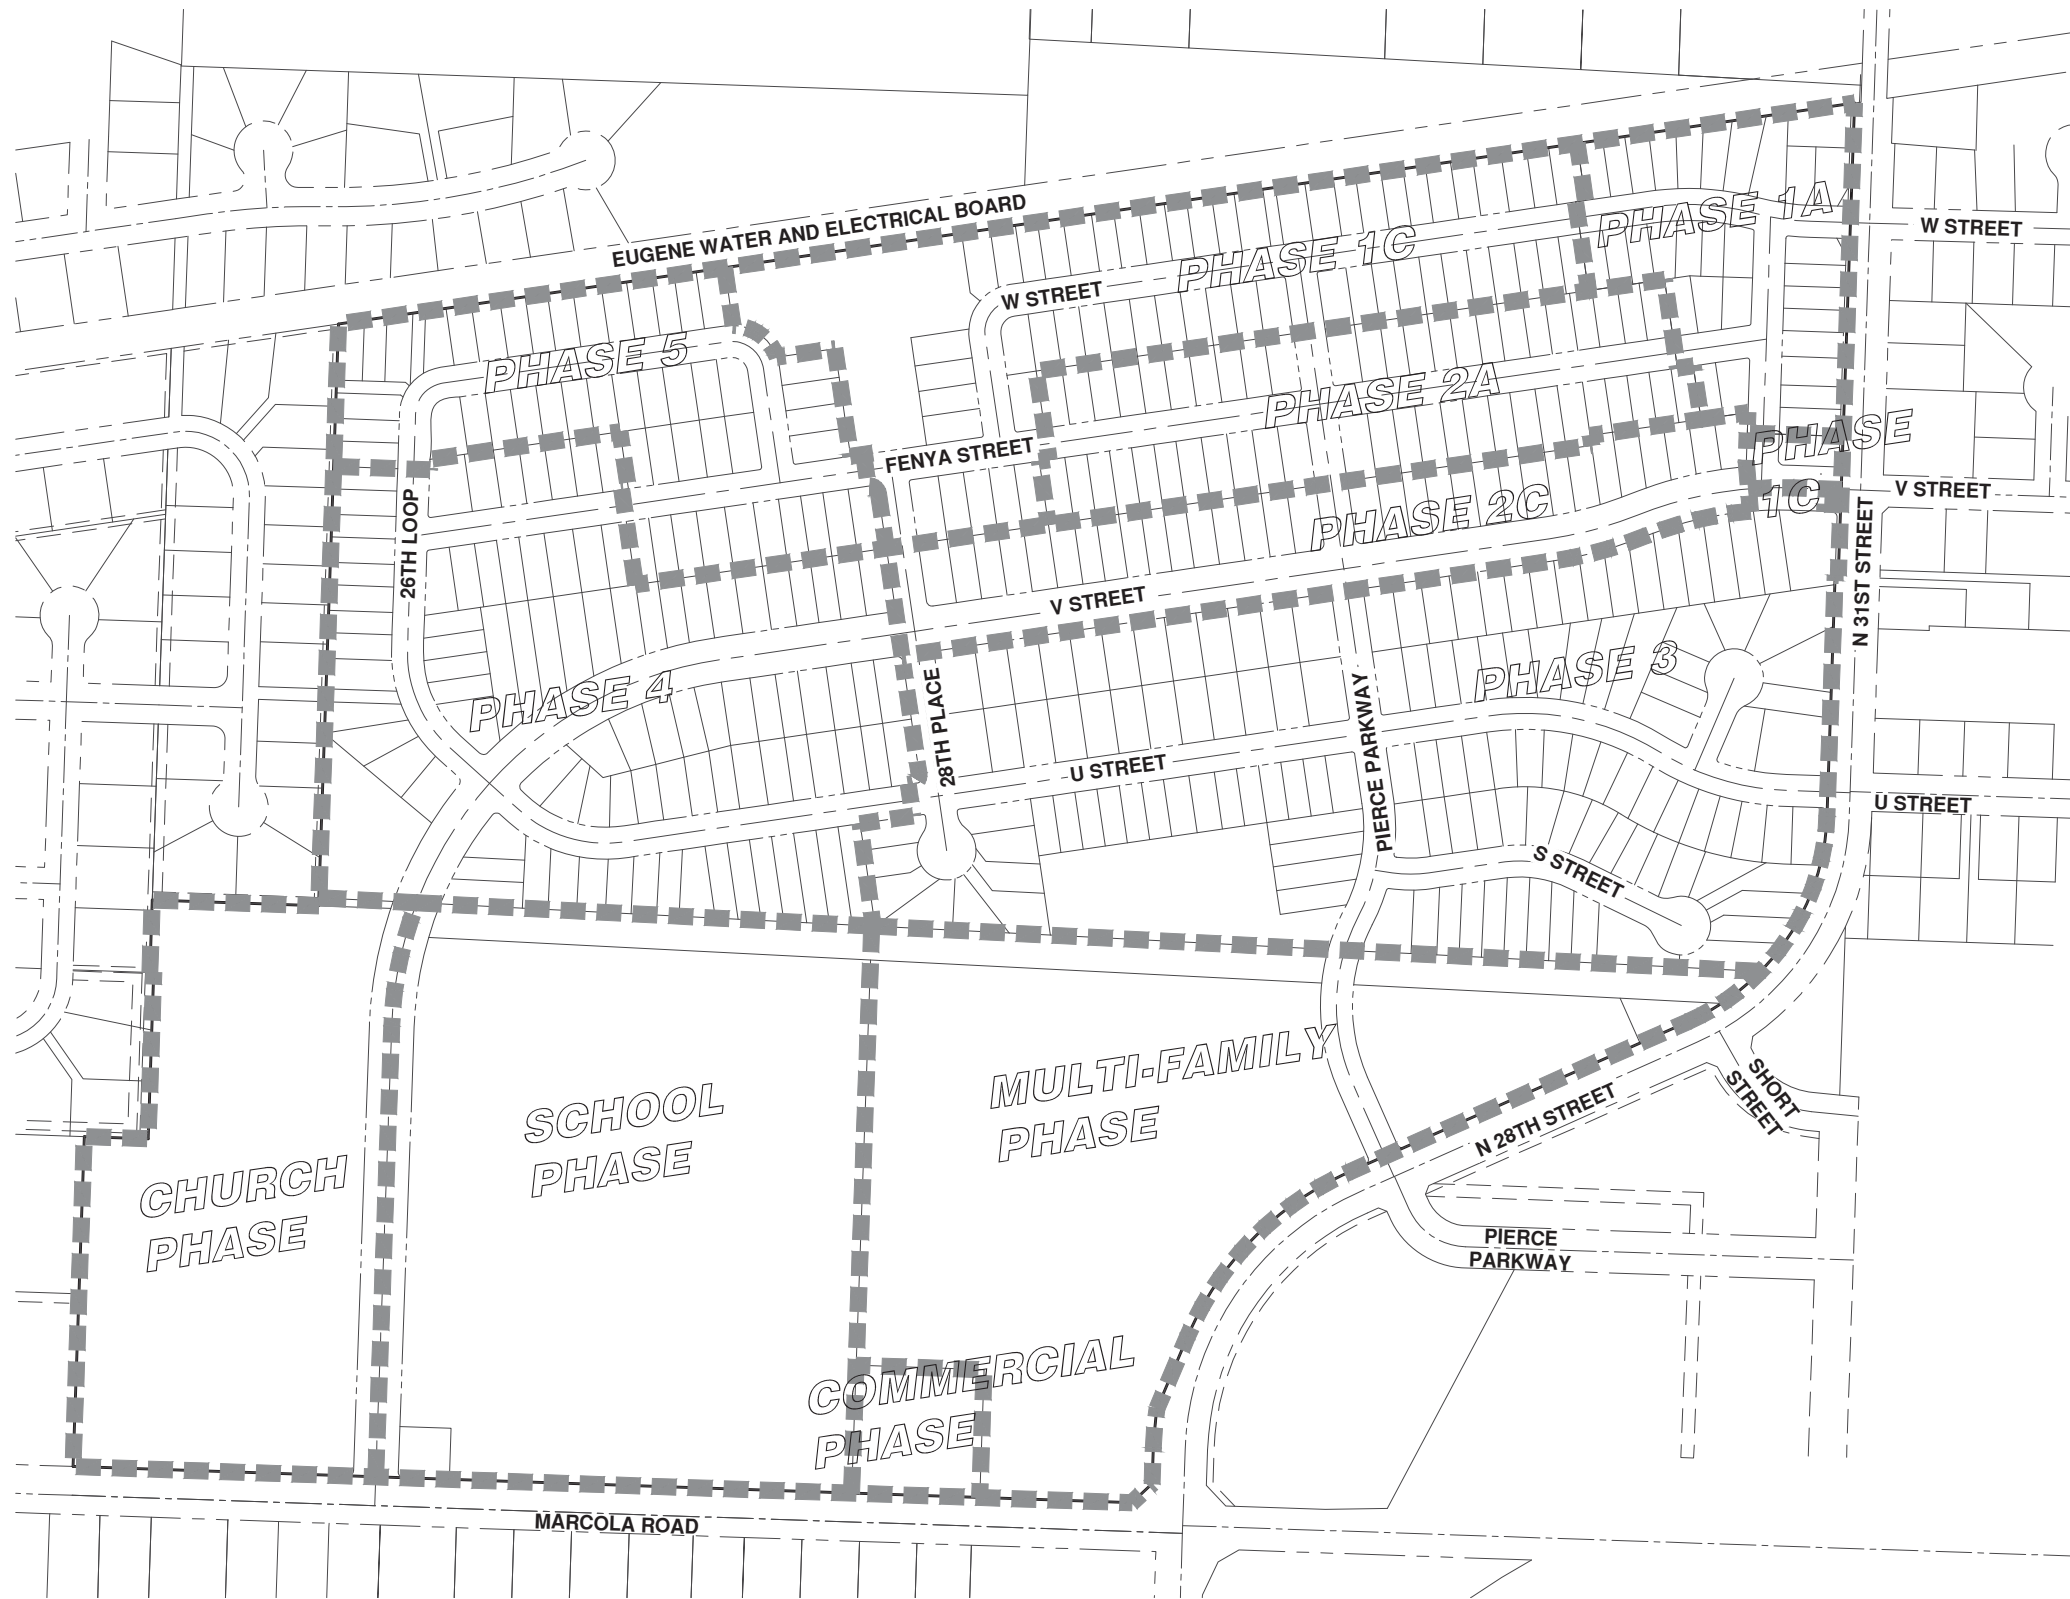 EUGENE WATER AND ELECTRICAL BOARD
PHASE 1A
W STREET
PHASE 1C
W STREET
PHASE 5
PHASE 2A
FENYA STREET
PHASE
1C
V STREET
26TH LOOP
PHASE 2C
N 31ST STREET
V STREET
PHASE 4
28TH PLACE
PHASE 3
PIERCE PARKWAY
U STREET
U STREET
S STREET
MULTI-FAMILY
PHASE
SCHOOL
PHASE
SHORT
STREET
N 28TH STREET
CHURCH
PHASE
PIERCE
PARKWAY
COMMERCIAL
PHASE
MARCOLA ROAD